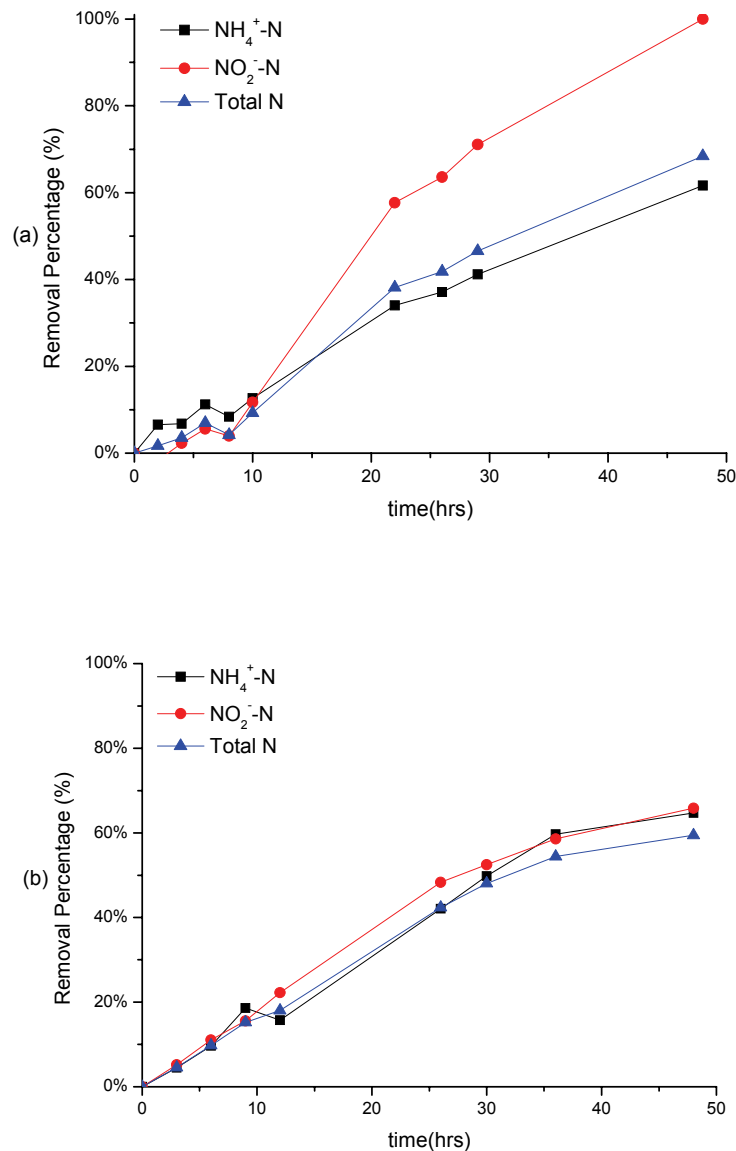 100%
NH₄⁺-N
NO₂⁻-N
80%
Total N
60%
(a)
Removal Percentage (%)
40%
20%
0%
0 10 20 30 40 50
time(hrs)
100%
NH₄⁺-N
NO₂⁻-N
80%
Total N
60%
(b)
Removal Percentage (%)
40%
20%
0%
0 10 20 30 40 50
time(hrs)